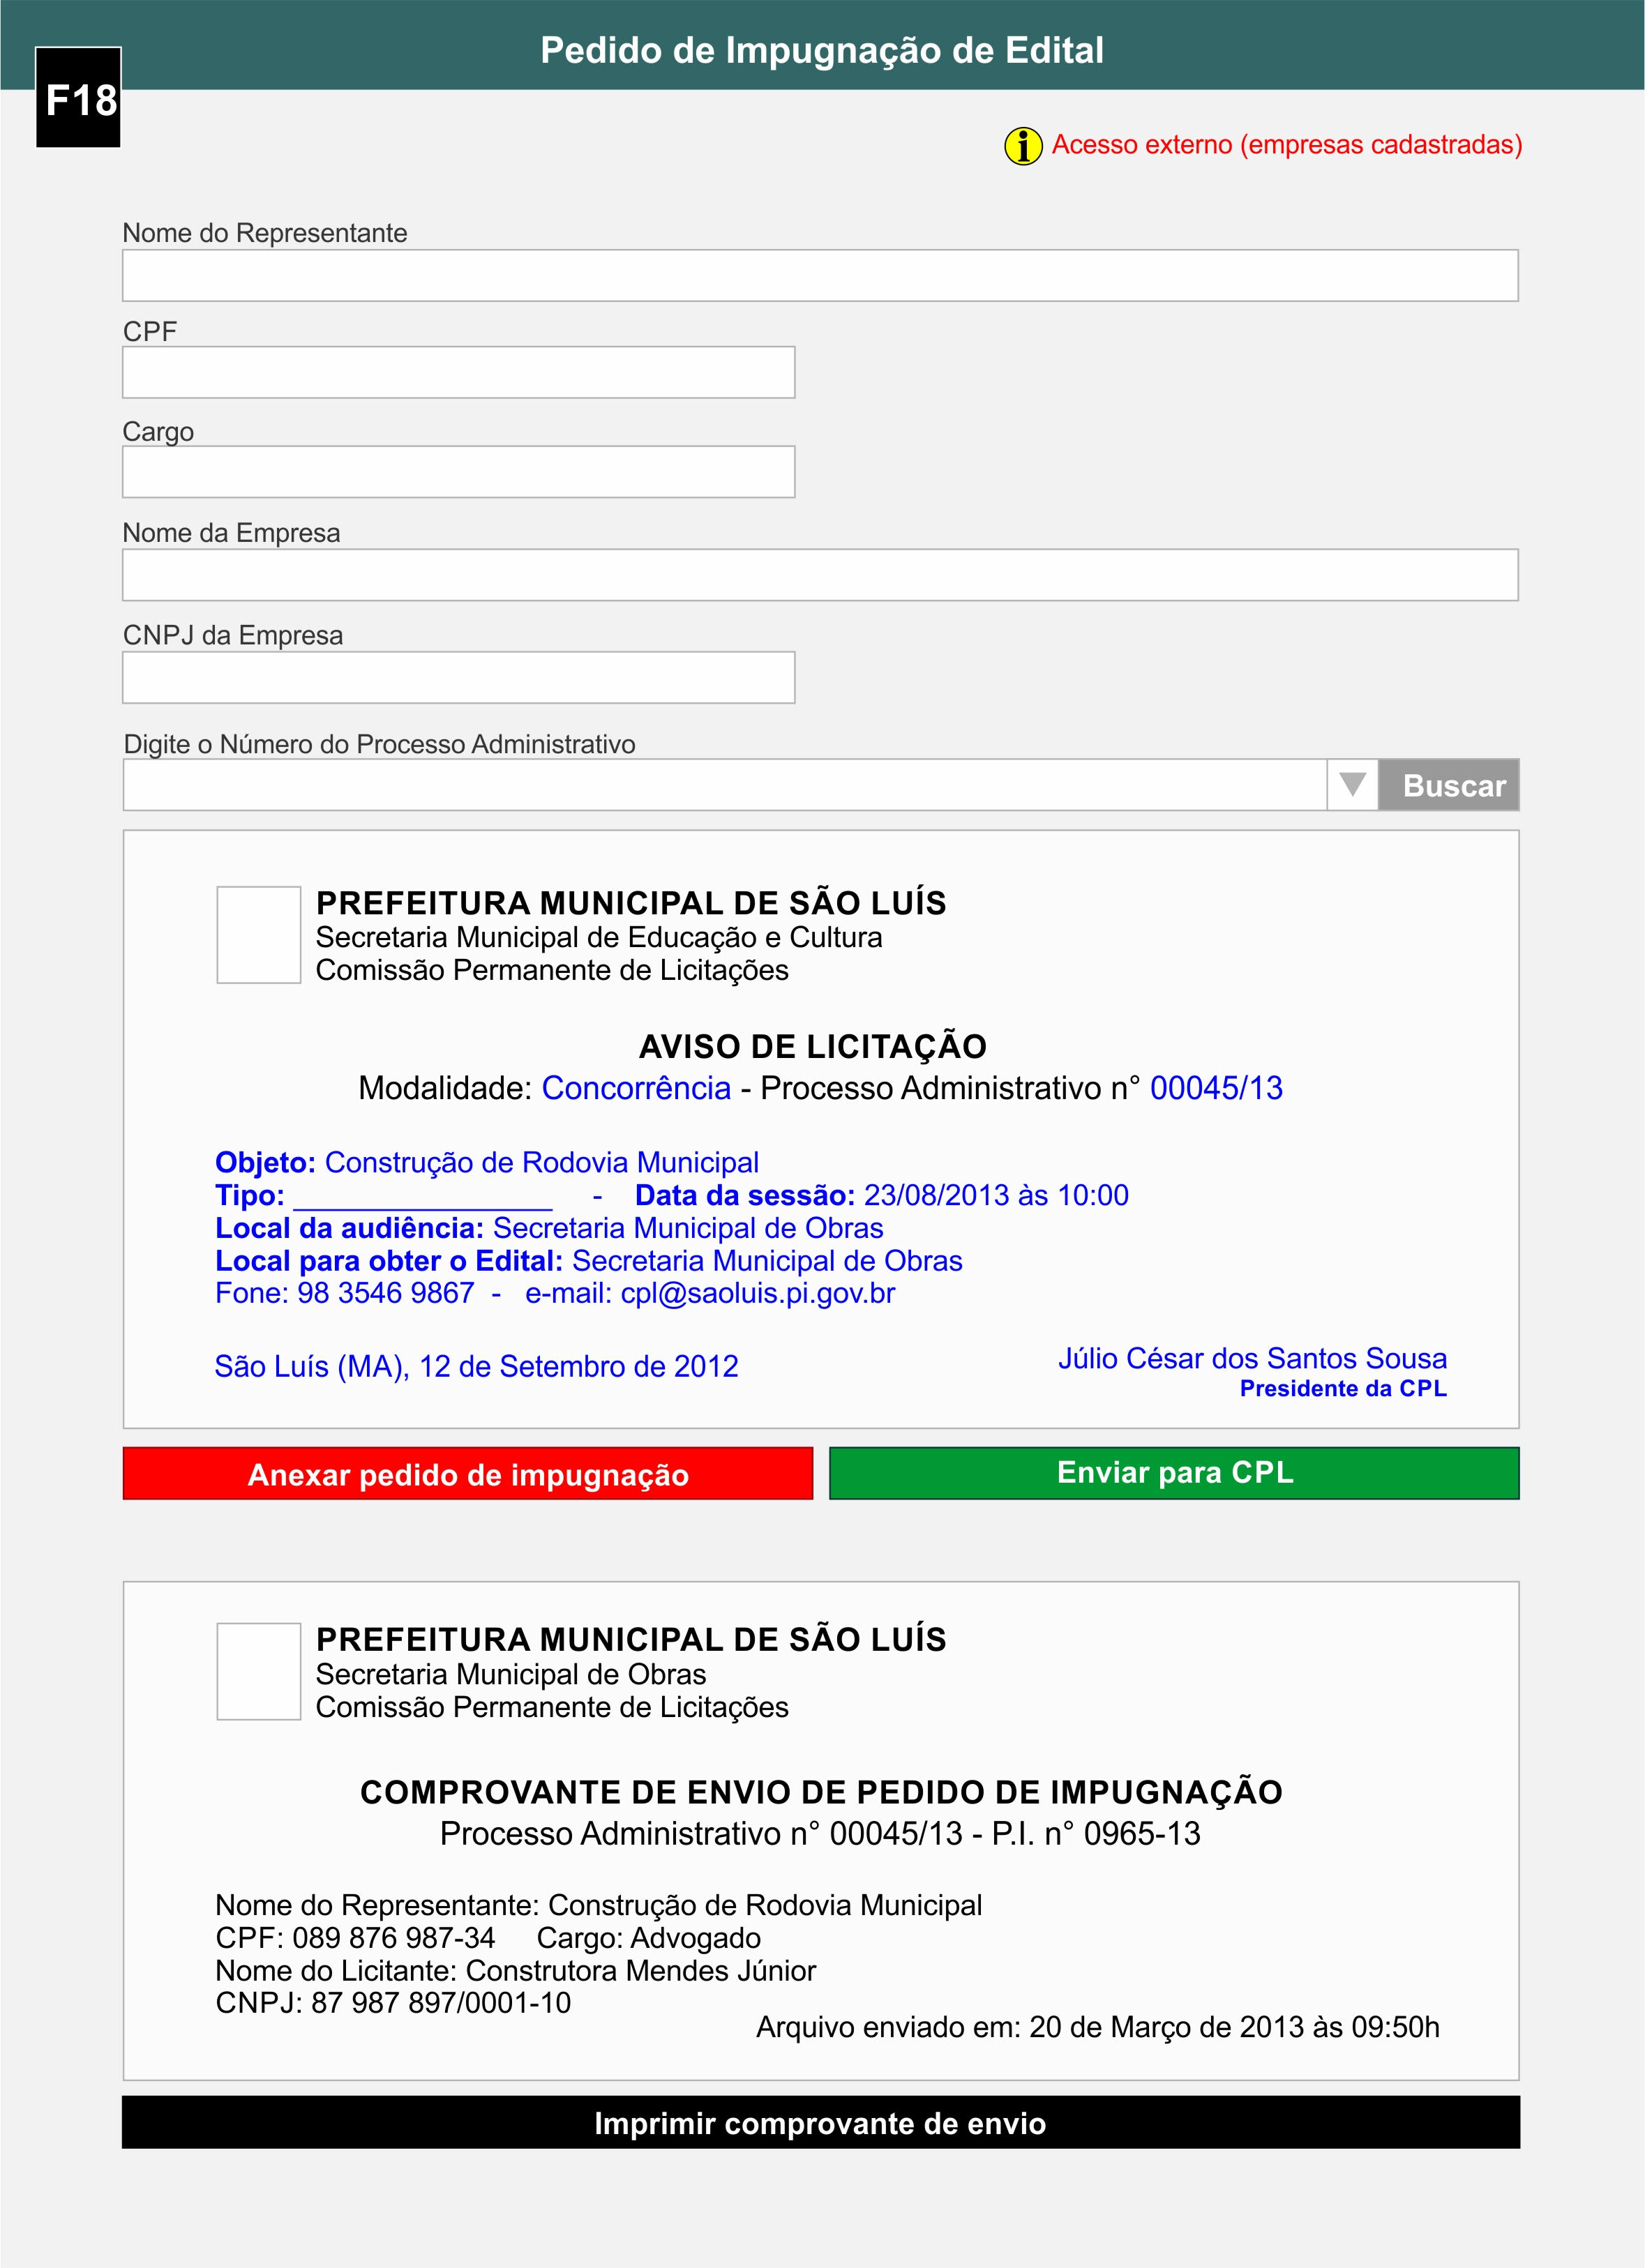 Pedido de Impugnação de Edital
F18
i Acesso externo (empresas cadastradas)
Nome do Representante
CPF
Cargo
Nome da Empresa
CNPJ da Empresa
Digite o Número do Processo Administrativo
Buscar
PREFEITURA MUNICIPAL DE SÃO LUÍS
Secretaria Municipal de Educação e Cultura
Comissão Permanente de Licitações
AVISO DE LICITAÇÃO
Modalidade: Concorrência - Processo Administrativo n° 00045/13
Objeto: Construção de Rodovia Municipal
Tipo: ________________ - Data da sessão: 23/08/2013 às 10:00
Local da audiência: Secretaria Municipal de Obras
Local para obter o Edital: Secretaria Municipal de Obras
Fone: 98 3546 9867 - e-mail: cpl@saoluis.pi.gov.br
São Luís (MA), 12 de Setembro de 2012
Júlio César dos Santos Sousa
Presidente da CPL
Anexar pedido de impugnação
Enviar para CPL
PREFEITURA MUNICIPAL DE SÃO LUÍS
Secretaria Municipal de Obras
Comissão Permanente de Licitações
COMPROVANTE DE ENVIO DE PEDIDO DE IMPUGNAÇÃO
Processo Administrativo n° 00045/13 - P.I. n° 0965-13
Nome do Representante: Construção de Rodovia Municipal
CPF: 089 876 987-34 Cargo: Advogado
Nome do Licitante: Construtora Mendes Júnior
CNPJ: 87 987 897/0001-10
Arquivo enviado em: 20 de Março de 2013 às 09:50h
Imprimir comprovante de envio